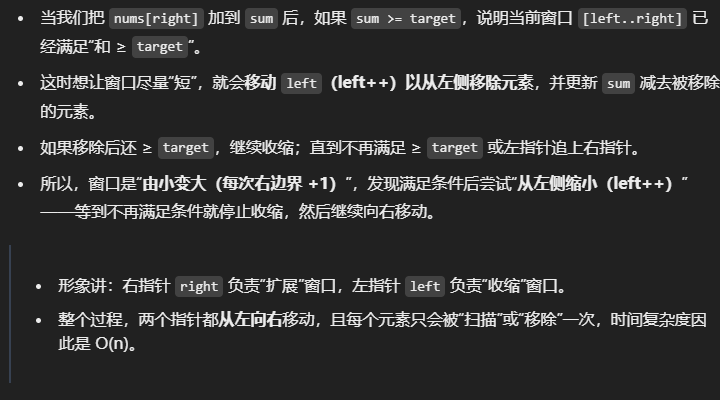 当我们把 nums[right] 加到 sum 后，如果 sum >= target，说明当前窗口 [left..right] 已
经满足“和 ≥ target”。
这时想让窗口尽量“短”，就会移动 left（left++）以从左侧移除元素，并更新 sum 减去被移除
的元素。
如果移除后还 ≥ target，继续收缩；直到不再满足 ≥ target 或左指针追上右指针。
所以，窗口是“由小变大（每次右边界 +1）”，发现满足条件后尝试“从左侧缩小（left++）”
——等到不再满足条件就停止收缩，然后继续向右移动。
形象讲：右指针 right 负责“扩展”窗口，左指针 left 负责“收缩”窗口。
整个过程，两个指针都从左向右移动，且每个元素只会被“扫描”或“移除”一次，时间复杂度因
此是 O(n)。